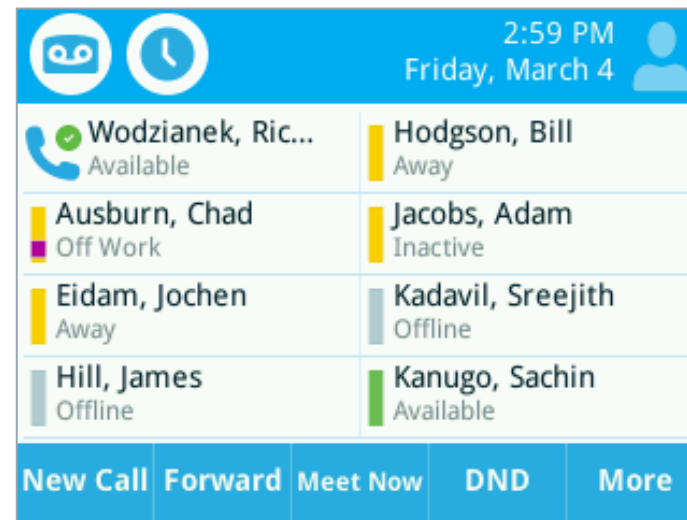 2:59 PM
Friday, March 4
Wodzianek, Ric...
Available
Hodgson, Bill
Away
Ausburn, Chad
Off Work
Jacobs, Adam
Inactive
Eidam, Jochen
Away
Kadavil, Sreejith
Offline
Hill, James
Offline
Kanugo, Sachin
Available
New Call Forward Meet Now DND More